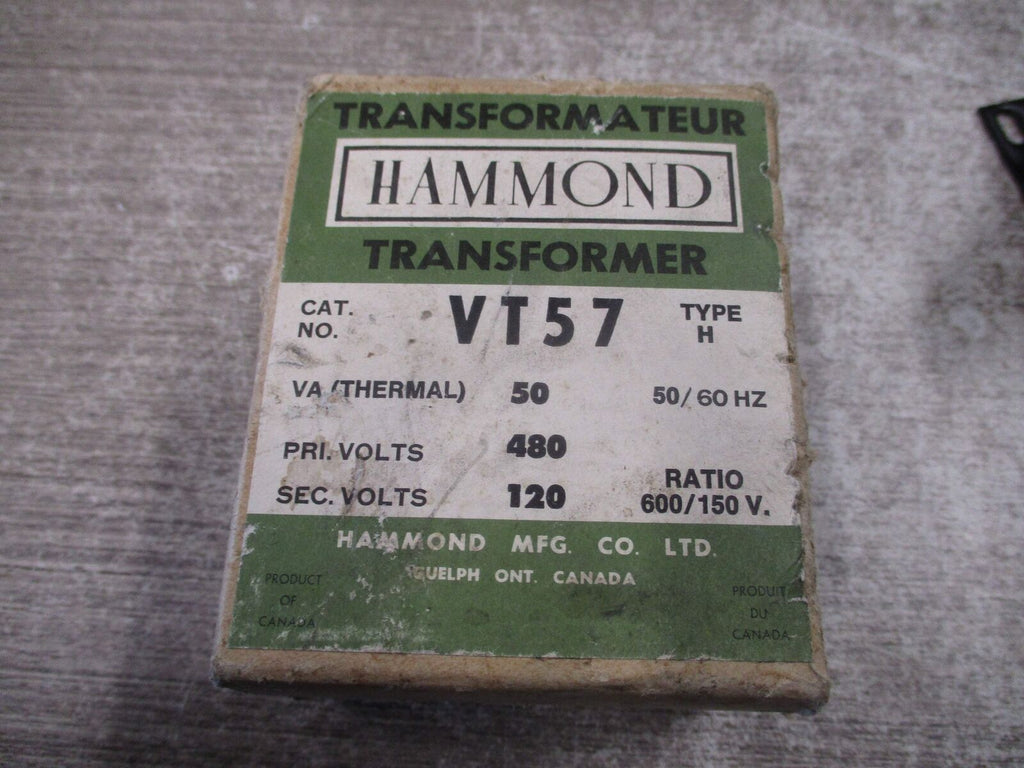 TRANSFORMATEUR
HAMMOND
TRANSFORMER
CAT. NO. VT57 TYPE H
VA (THERMAL) 50 50/60 HZ
PRI. VOLTS 480
SEC. VOLTS 120 RATIO 600/150 V.
HAMMOND MFG. CO. LTD.
GUELPH ONT. CANADA
PRODUCT OF CANADA
PRODUIT DU CANADA